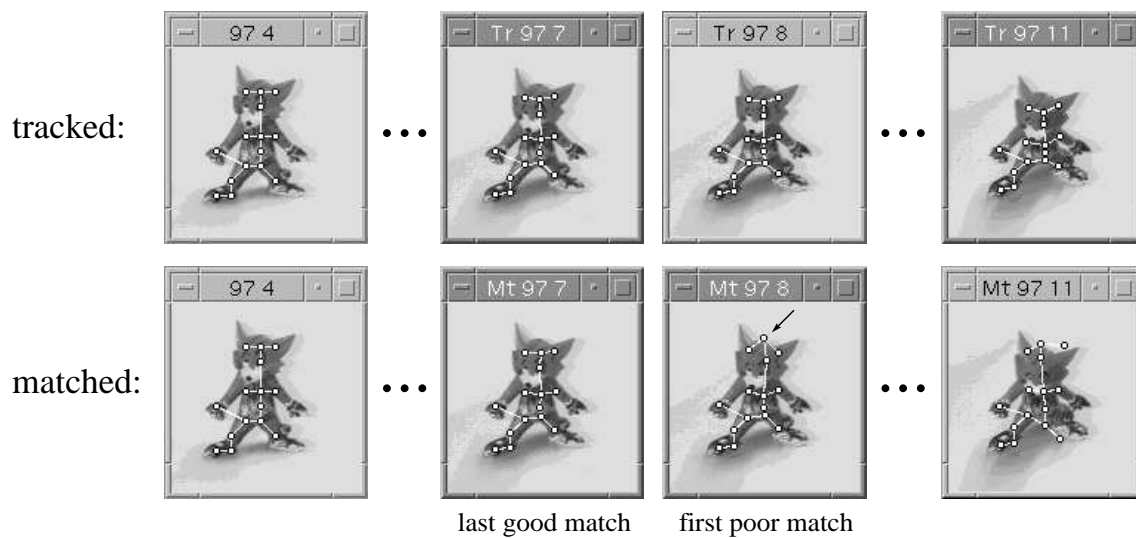 97 4
Tr 97 7
Tr 97 8
Tr 97 11
tracked:
97 4
Mt 97 7
Mt 97 8
Mt 97 11
matched:
last good match
first poor match